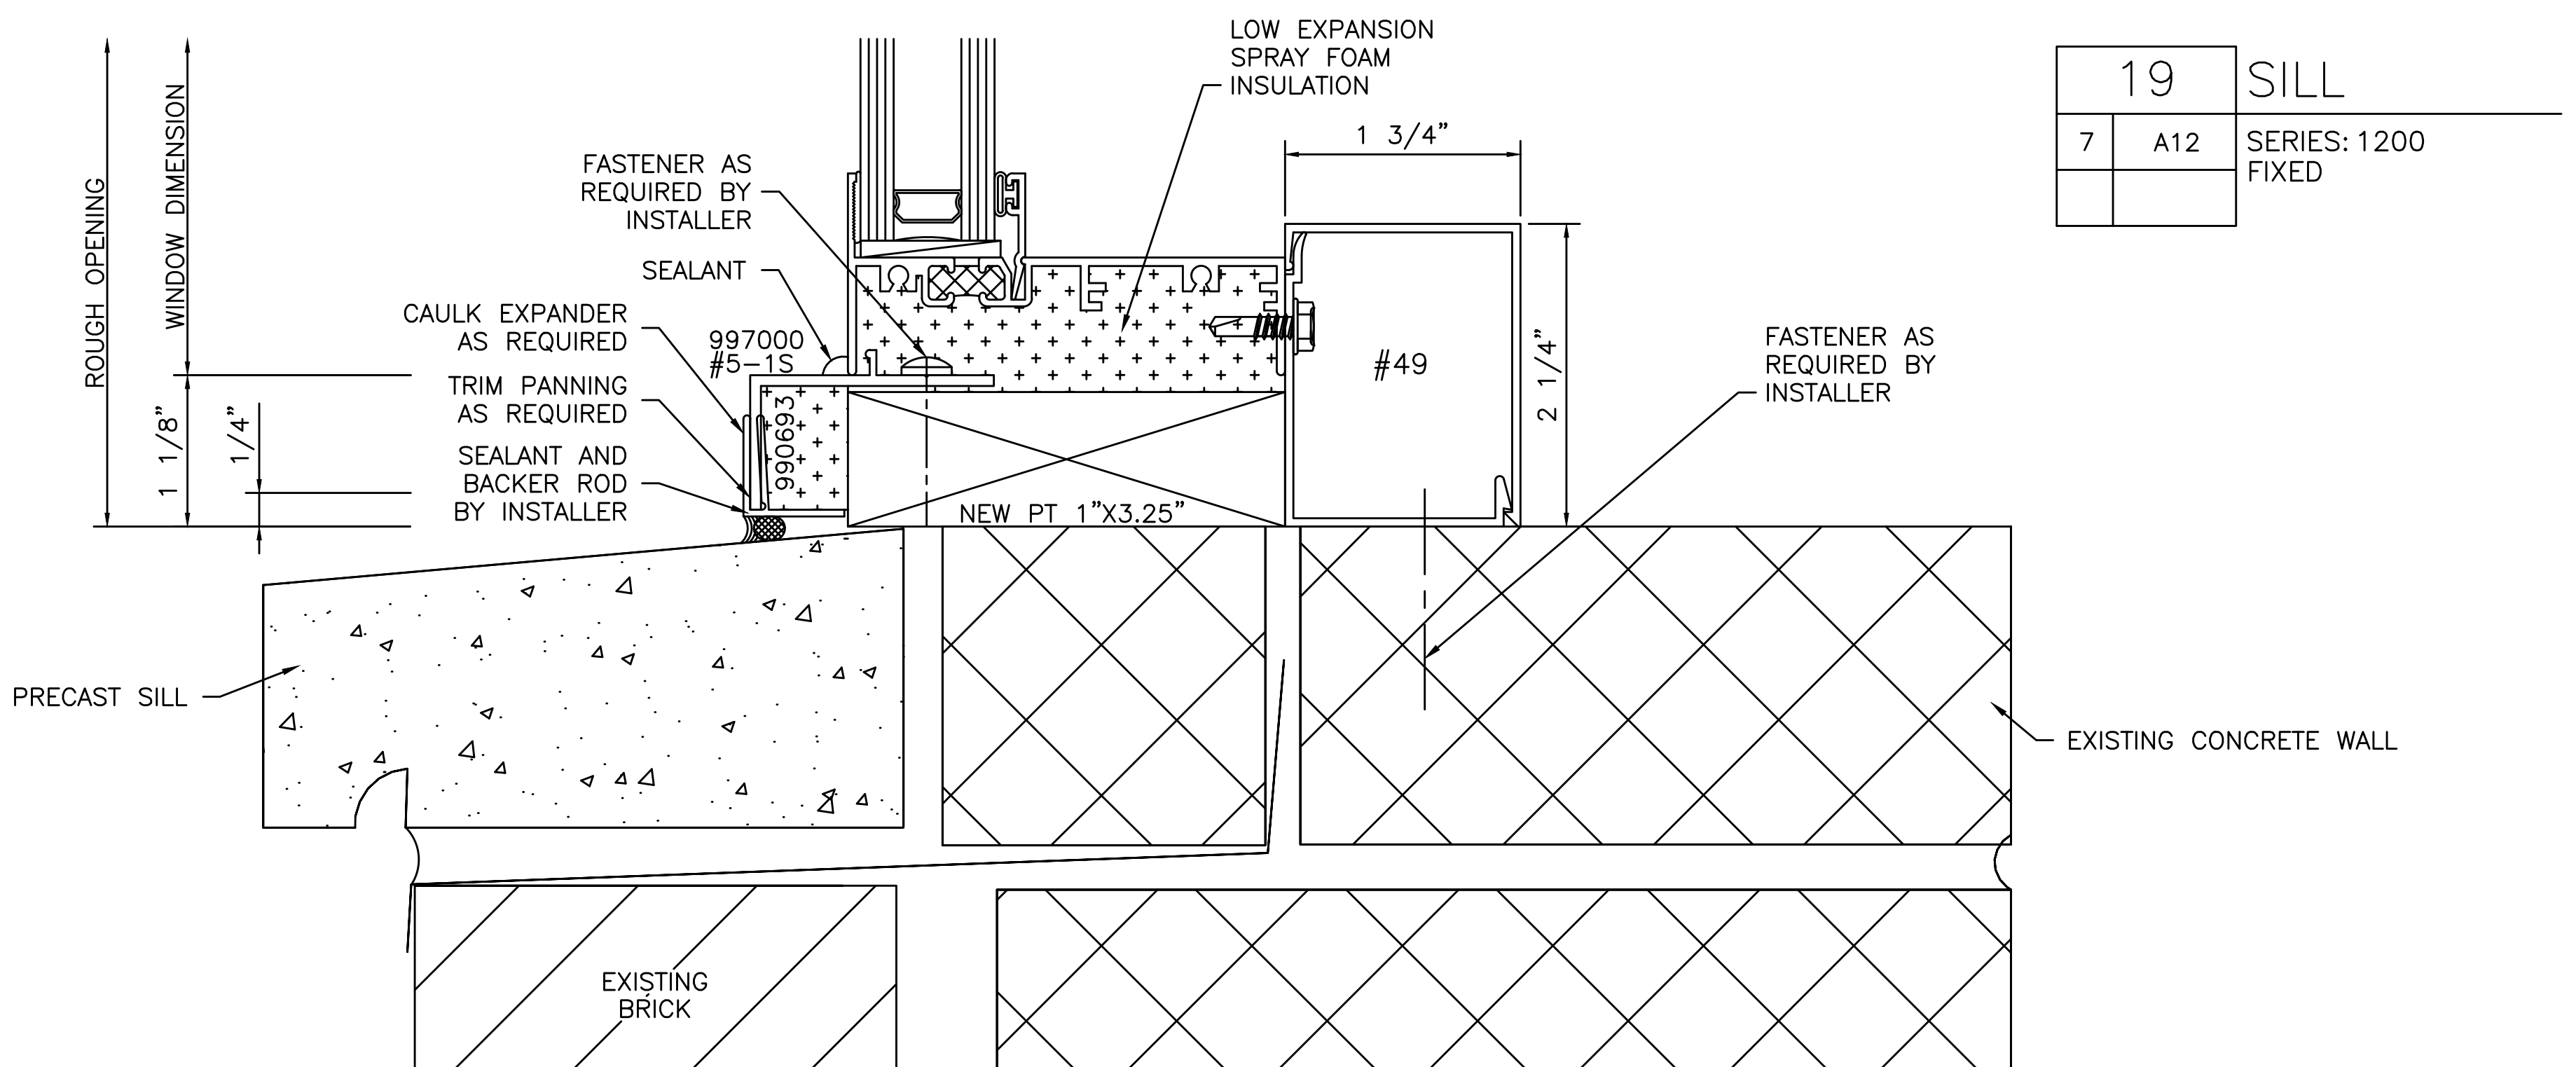 LOW EXPANSION
SPRAY FOAM
INSULATION
19
SILL
7
A12
SERIES: 1200
FIXED
1 3/4"
ROUGH OPENING
WINDOW DIMENSION
FASTENER AS
REQUIRED BY
INSTALLER
SEALANT
CAULK EXPANDER
AS REQUIRED
997000
#5-1S
TRIM PANNING
AS REQUIRED
990693
SEALANT AND
BACKER ROD
BY INSTALLER
1 1/8"
1/4"
#49
2 1/4"
FASTENER AS
REQUIRED BY
INSTALLER
NEW PT 1"X3.25"
PRECAST SILL
EXISTING CONCRETE WALL
EXISTING
BRICK